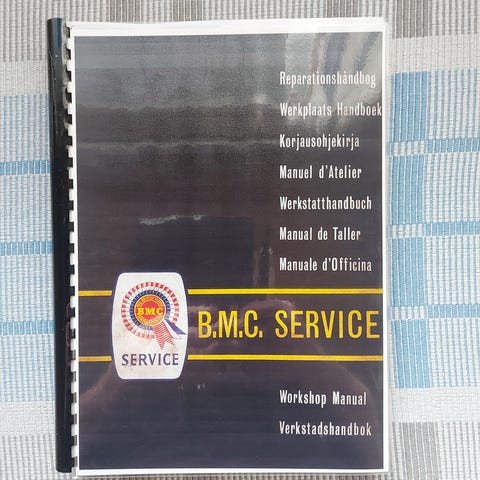 Reparationshåndbog
Werkplaats Handboek
Korjausohjekirja
Manuel d'Atelier
Werkstatthandbuch
Manual de Taller
Manuale d'Officina
BMC
SERVICE
B.M.C. SERVICE
Workshop Manual
Verkstadshandbok